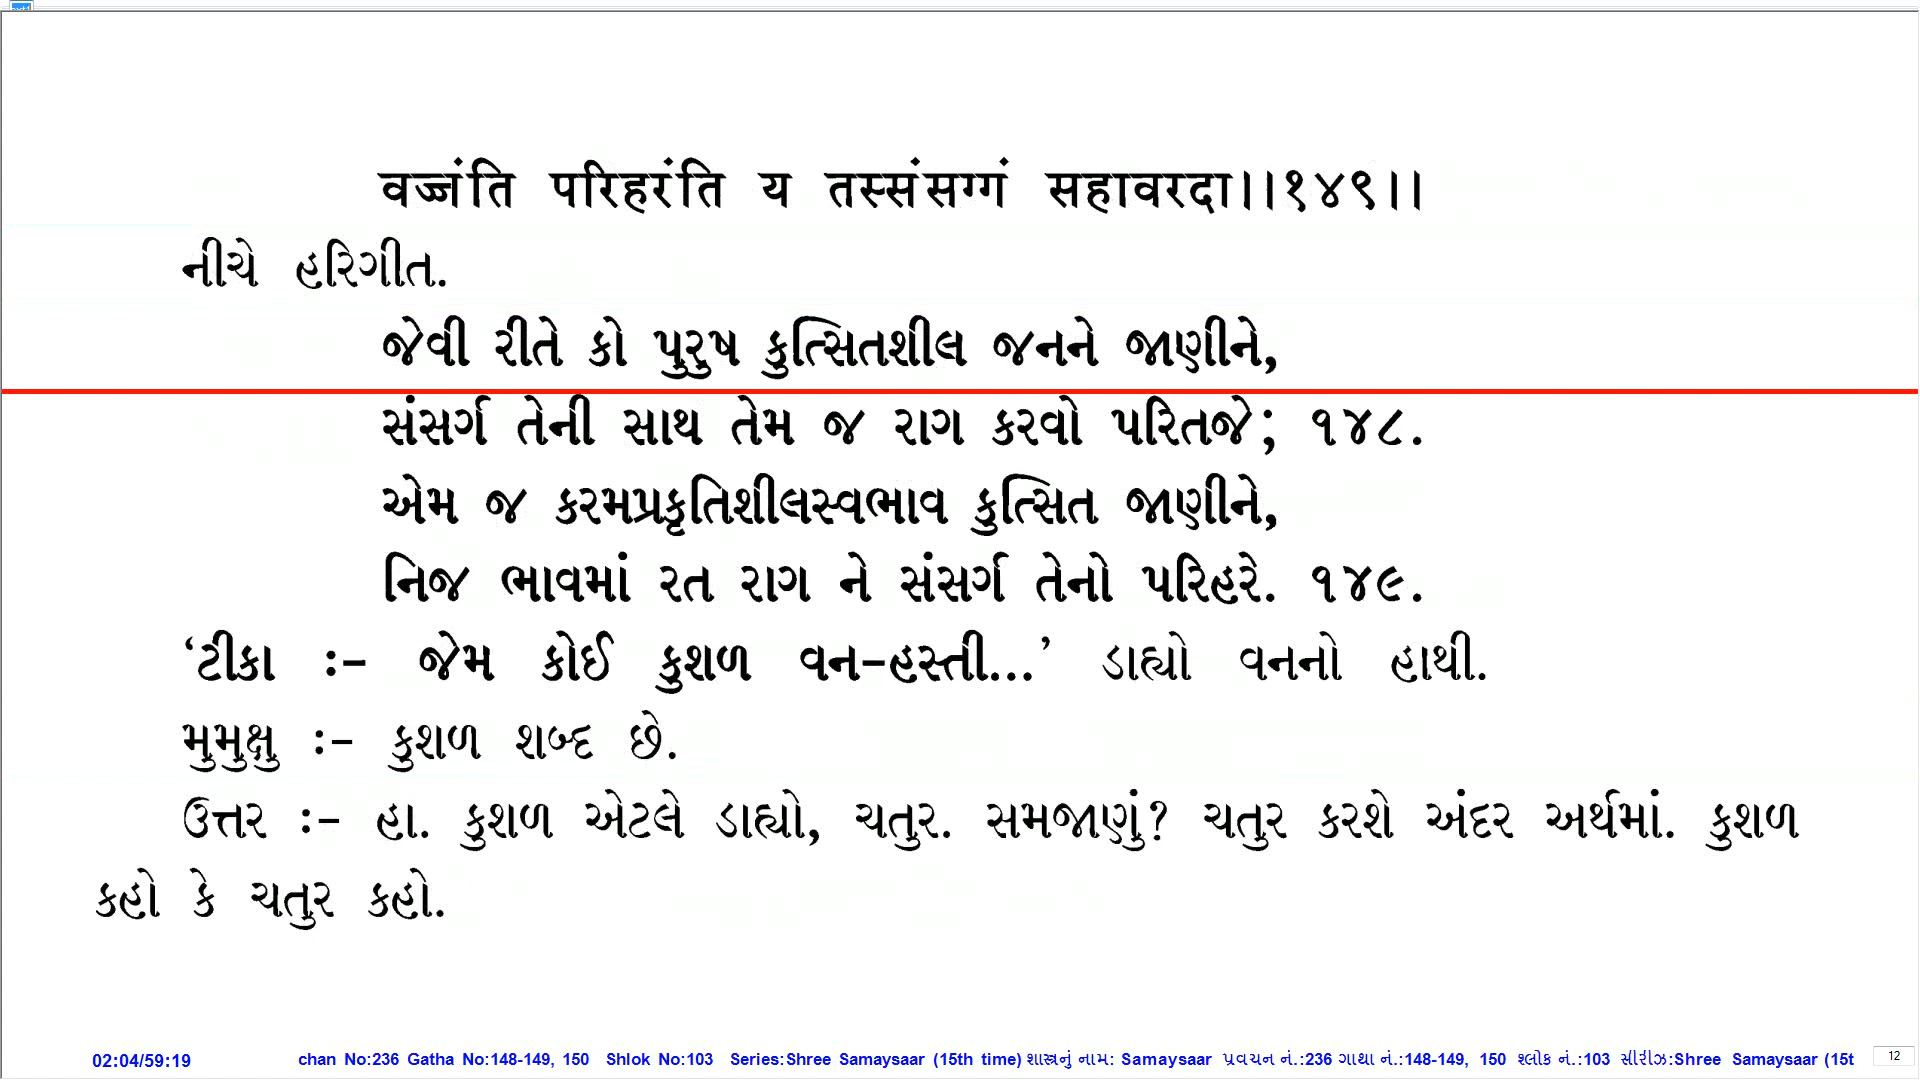 वज्जंति परिहरंति य तस्संसग्गं सहावरदा।।१४९।।
નીચે હરિગીત.
જેવી રીતે કો પુરુષ કુત્સિતશીલ જનને જાણીને,
સંસર્ગ તેની સાથ તેમ જ રાગ કરવો પરિતજે; ૧૪૮.
એમ જ કરમપ્રકૃતિશીલસ્વભાવ કુત્સિત જાણીને,
નિજ ભાવમાં રત રાગ ને સંસર્ગ તેનો પરિહરે. ૧૪૯.
‘ટીકા :- જેમ કોઈ કુશળ વન-હસ્તી...’ ડાહ્યો વનનો હાથી.
મુમુક્ષુ :- કુશળ શબ્દ છે.
ઉત્તર :- હા. કુશળ એટલે ડાહ્યો, ચતુર. સમજાણું? ચતુર કરશે અંદર અર્થમાં. કુશળ
કહો કે ચતુર કહો.
02:04/59:19 chan No:236 Gatha No:148-149, 150 Shlok No:103 Series:Shree Samaysaar (15th time) શાસ્ત્રનું નામ: Samaysaar પ્રવચન નં.:236 ગાથા નં.:148-149, 150 શ્લોક નં.:103 સીરીઝ:Shree Samaysaar (15t 12